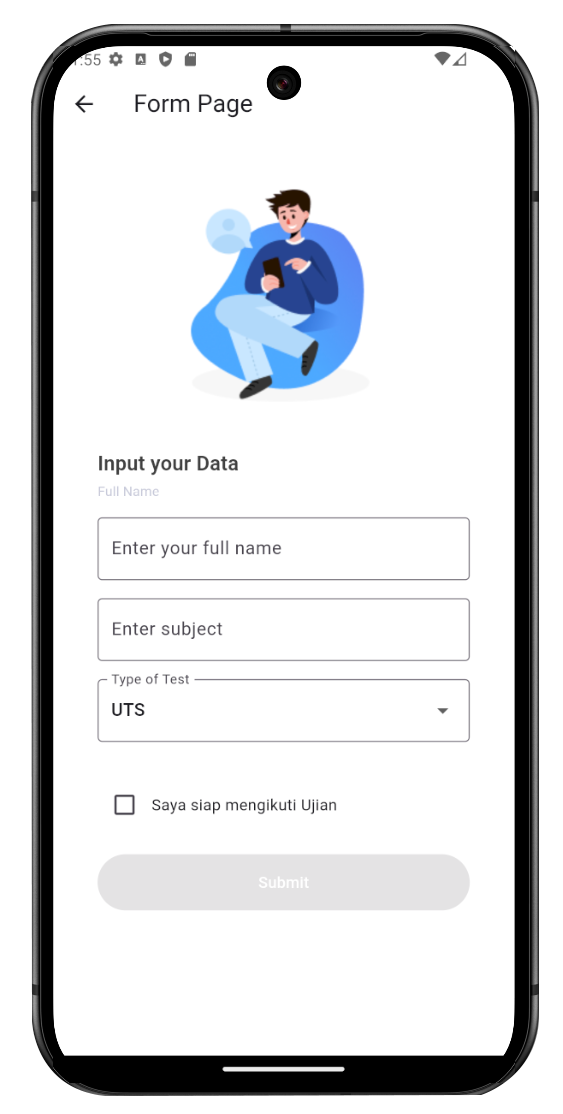 :55
Form Page
Input your Data
Full Name
Enter your full name
Enter subject
Type of Test
UTS
Saya siap mengikuti Ujian
Submit